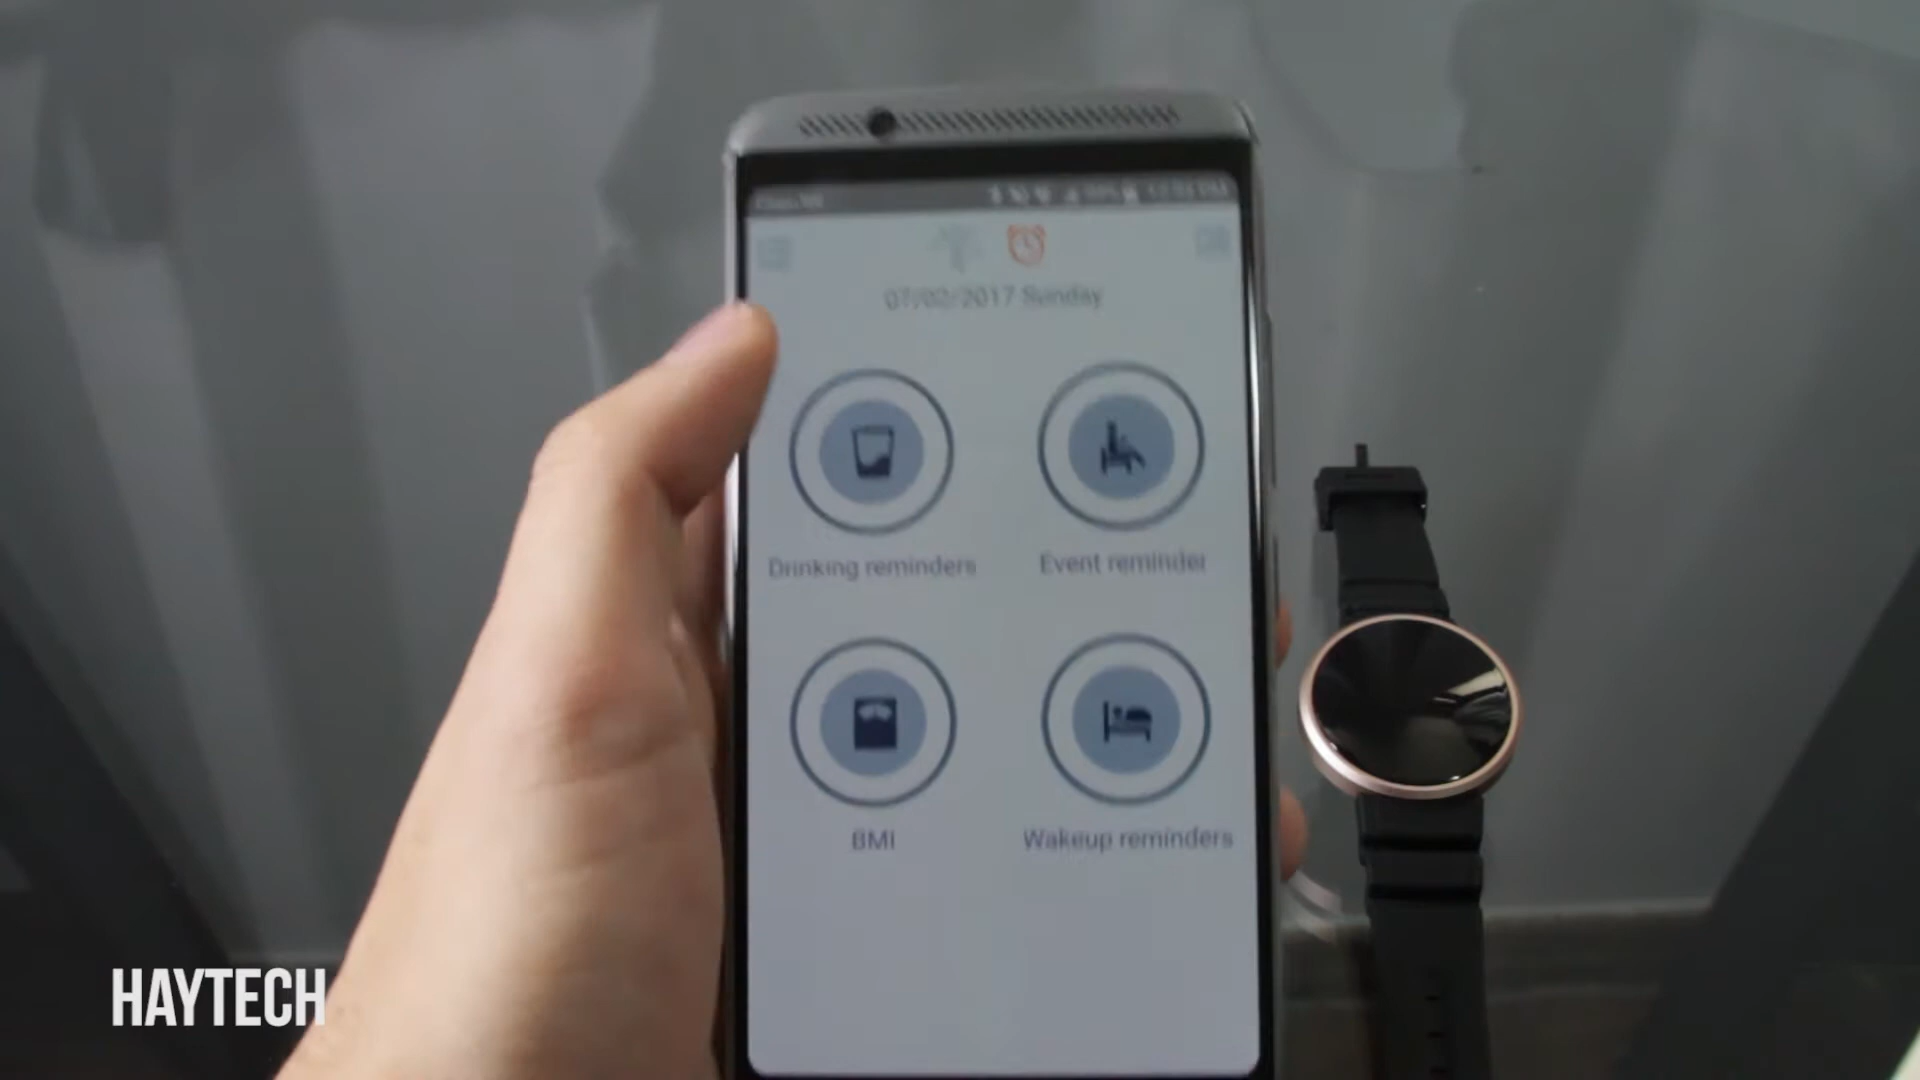 07/02/2017 Sunday
Drinking reminders
Event reminder
BMI
Wakeup reminders
HAYTECH